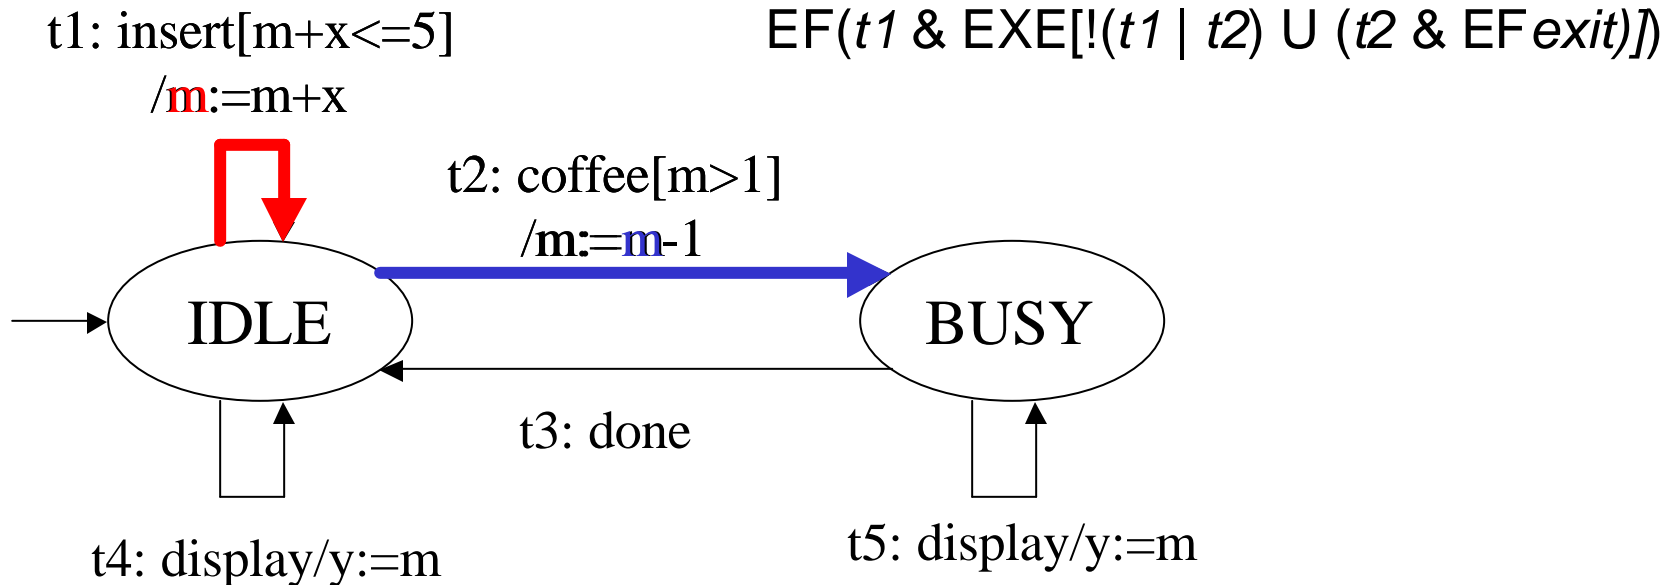 t1: insert[m+x<=5]
/m:=m+x
EF(t1 & EXE[!(t1 | t2) U (t2 & EFexit)])
t2: coffee[m>1]
/m:=m-1
IDLE
BUSY
t3: done
t4: display/y:=m
t5: display/y:=m